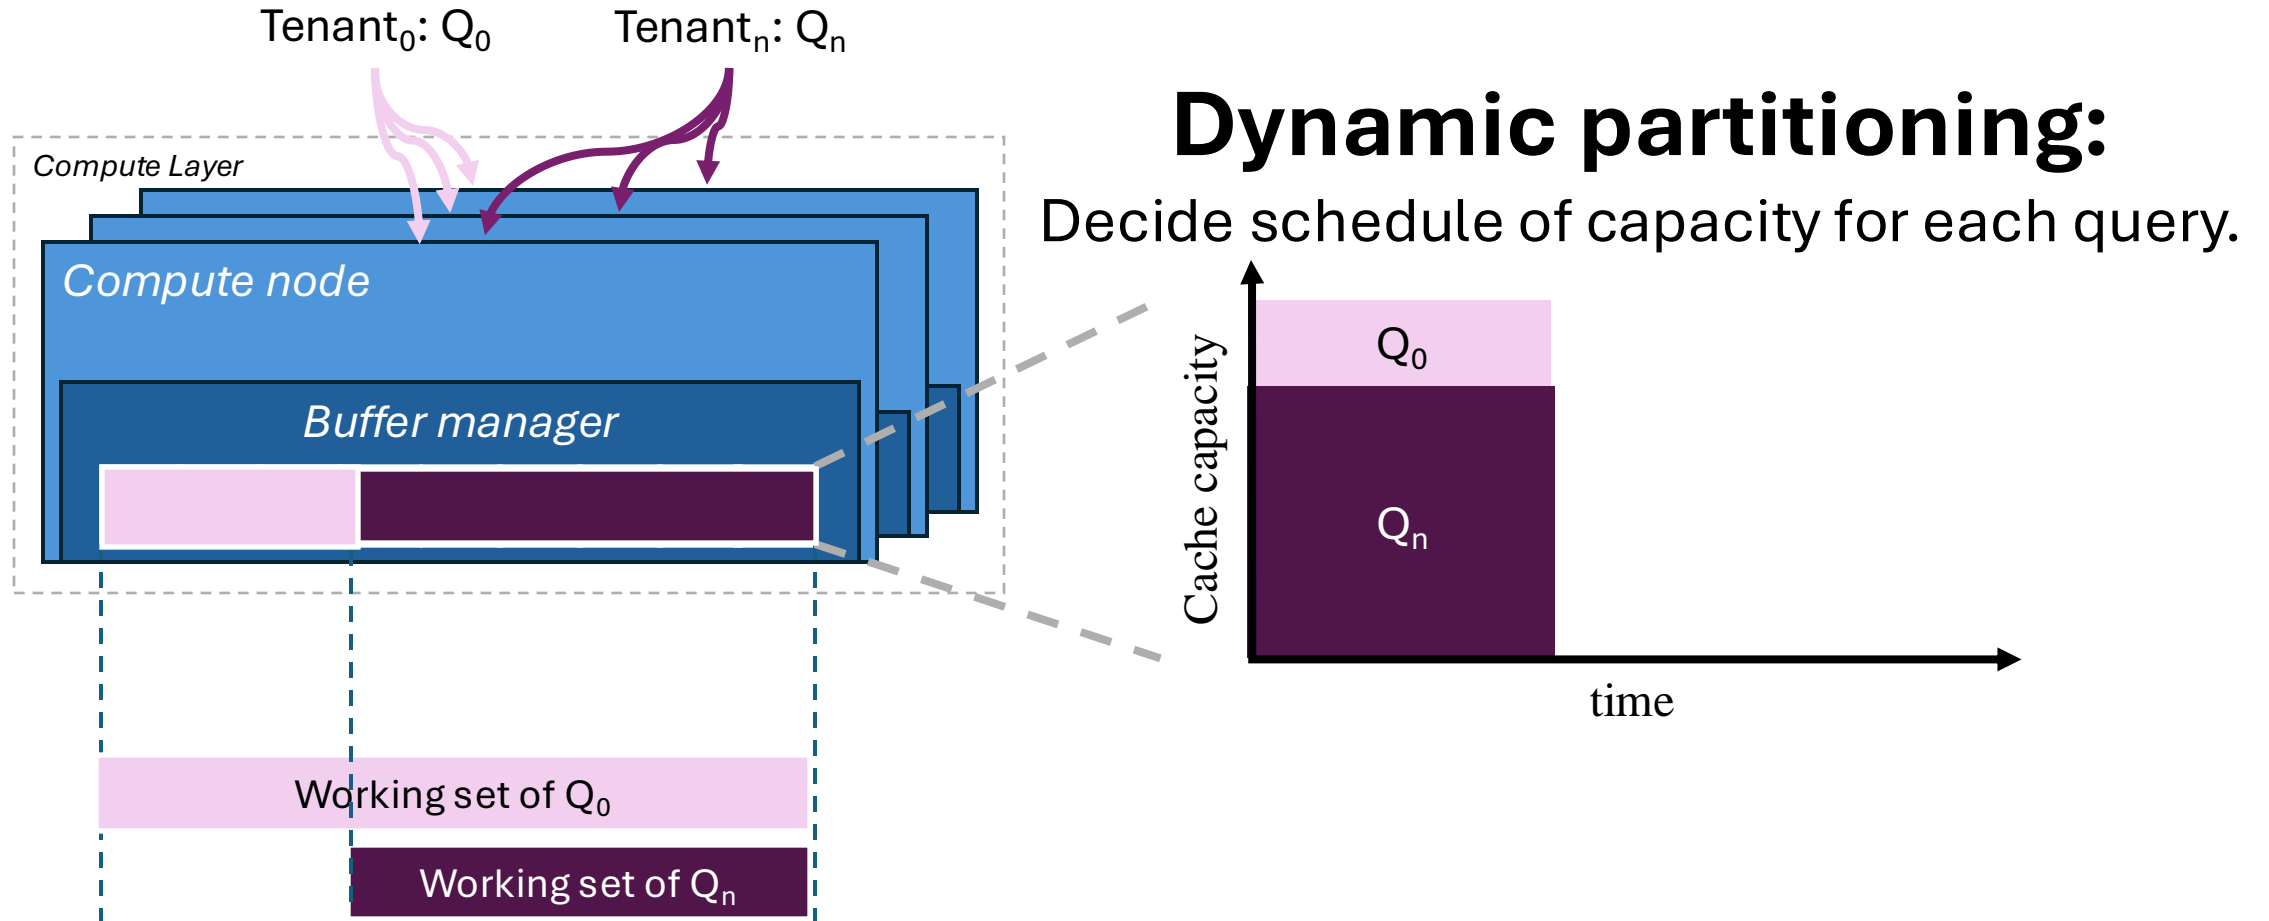 Tenant₀: Q₀
Tenantₙ: Qₙ
Compute Layer
Compute node
Buffer manager
Working set of Q₀
Working set of Qₙ
Dynamic partitioning:
Decide schedule of capacity for each query.
Cache capacity
Q₀
Qₙ
time